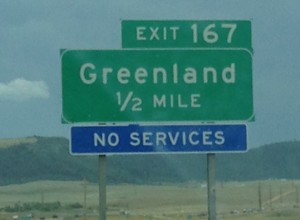 EXIT 167
Greenland
1/2 MILE
NO SERVICES